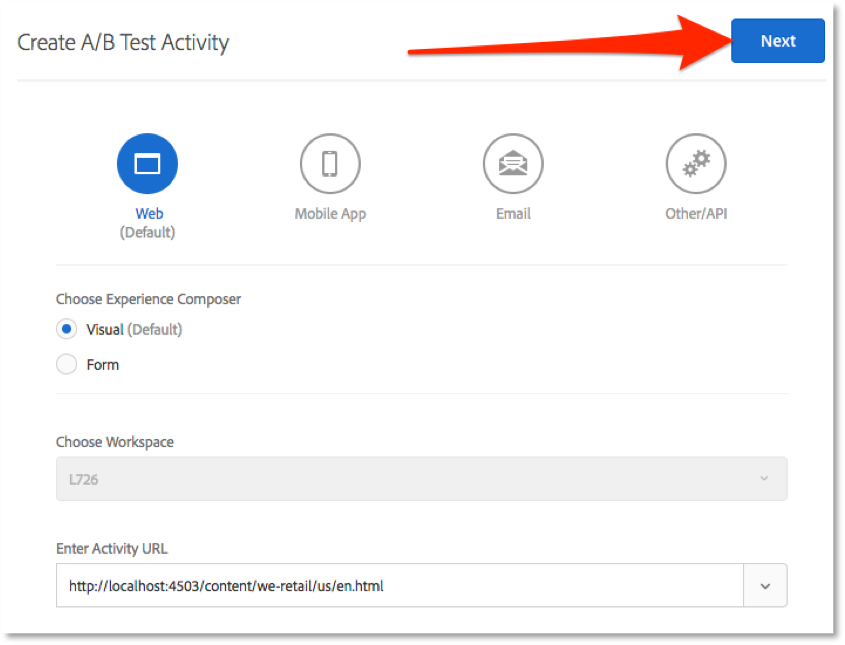 Create A/B Test Activity
Next
Web
(Default)
Mobile App
Email
Other/API
Choose Experience Composer
Visual (Default)
Form
Choose Workspace
L726
Enter Activity URL
http://localhost:4503/content/we-retail/us/en.html